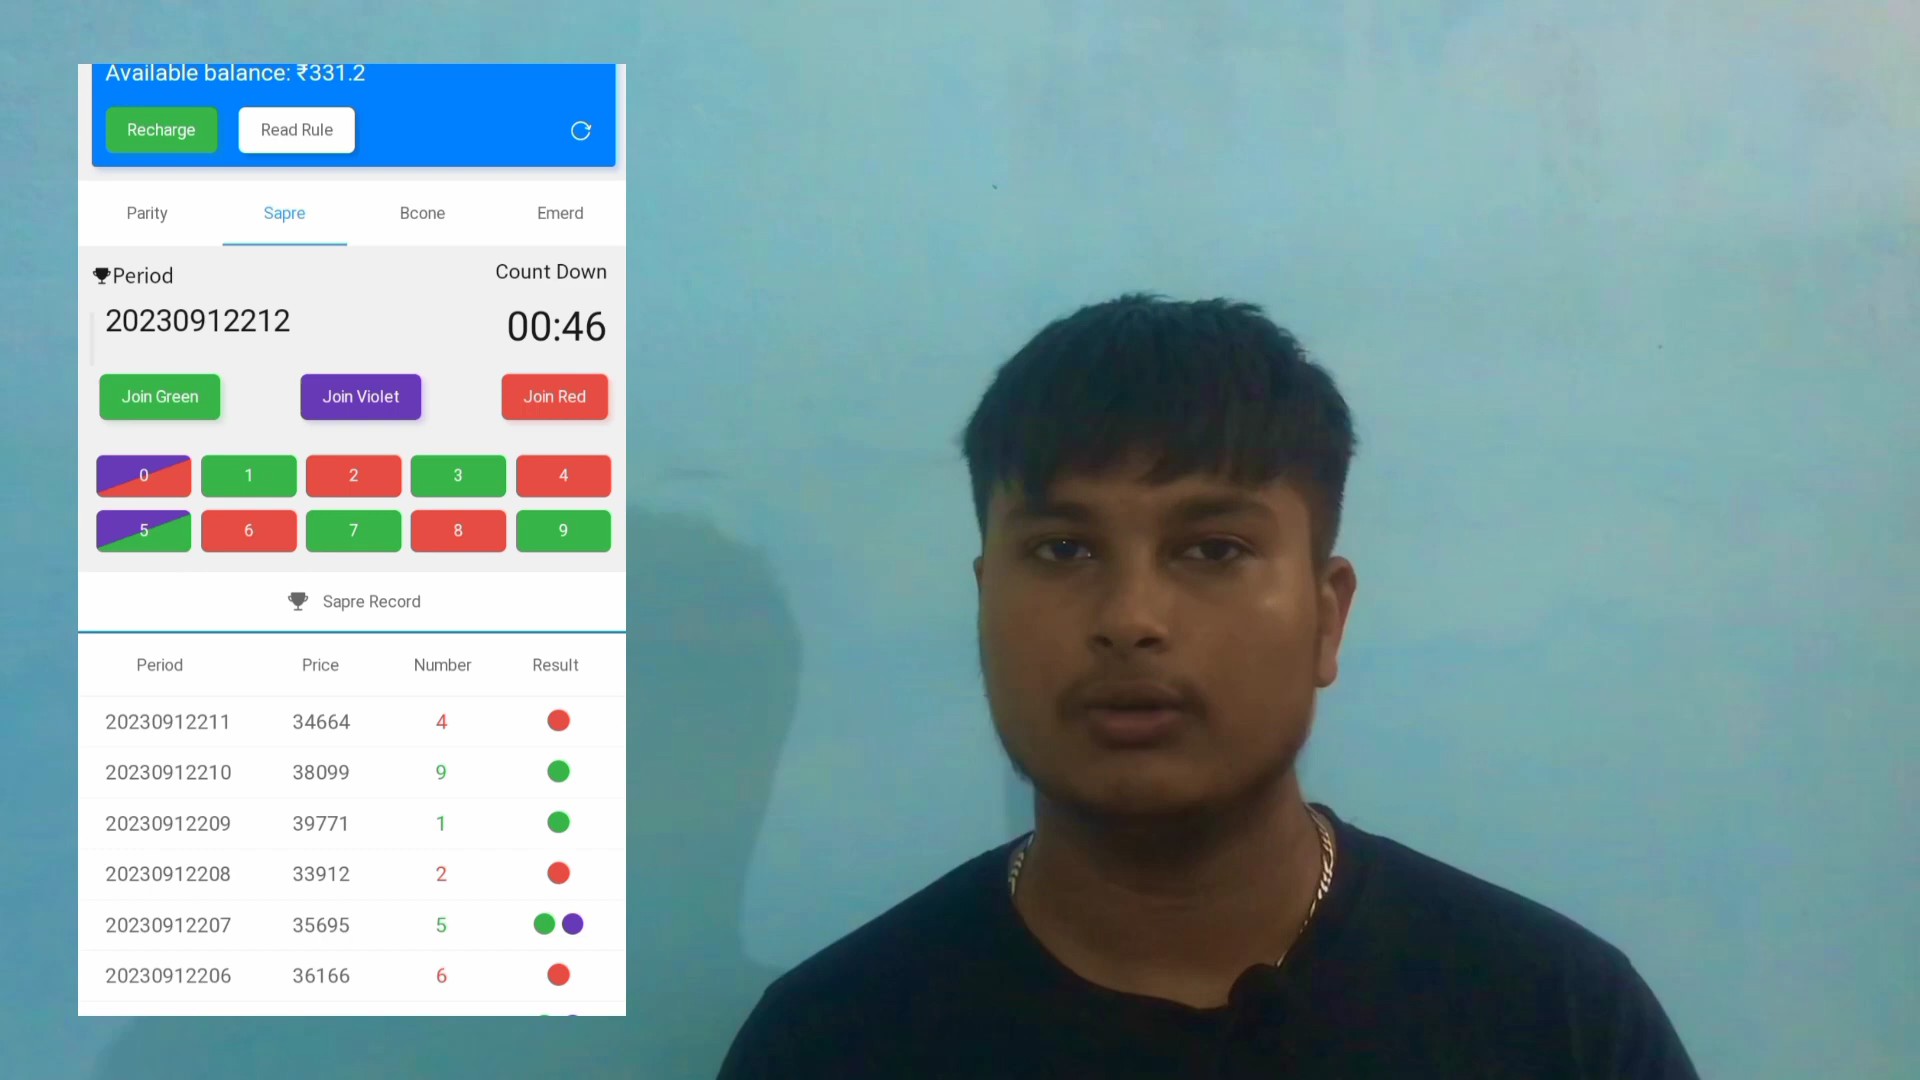 Available balance: ₹331.2
Recharge Read Rule
Parity Sapre Bcone Emerd
Period Count Down
20230912212 00:46
Join Green Join Violet Join Red
0 1 2 3 4
5 6 7 8 9
Sapre Record
Period Price Number Result
20230912211 34664 4
20230912210 38099 9
20230912209 39771 1
20230912208 33912 2
20230912207 35695 5
20230912206 36166 6